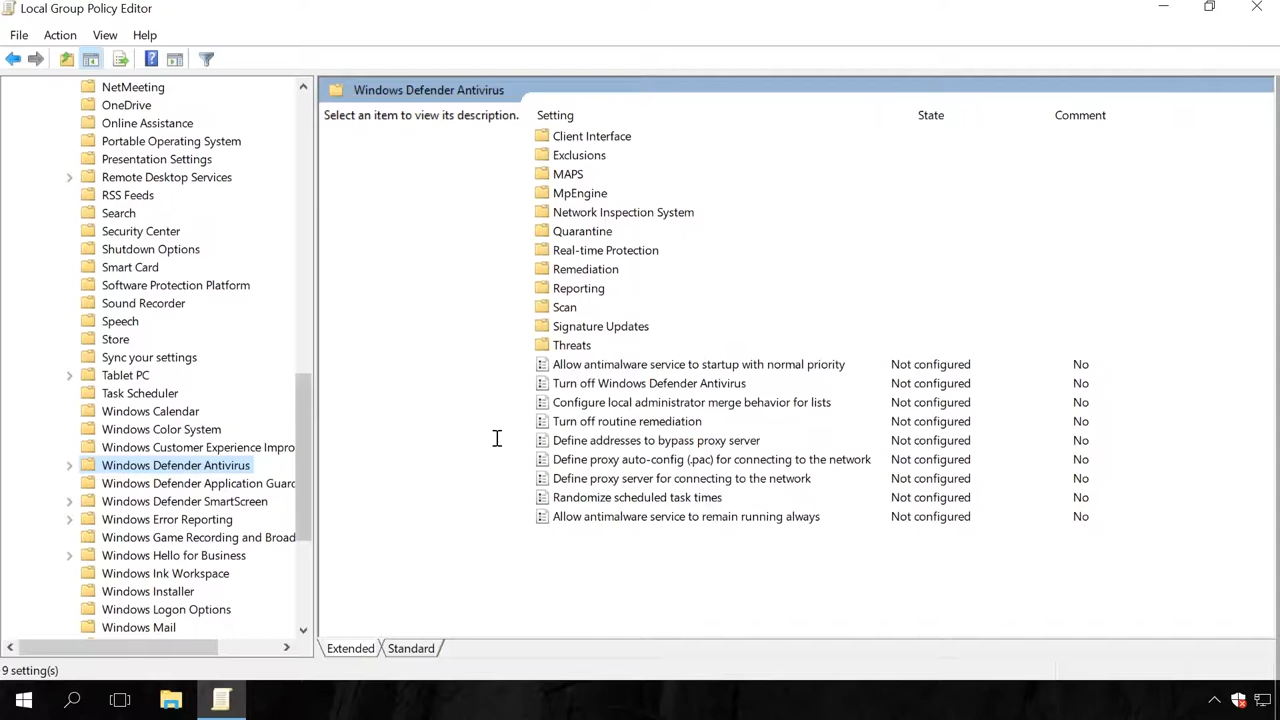 Local Group Policy Editor
File Action View Help
NetMeeting
OneDrive
Online Assistance
Portable Operating System
Presentation Settings
Remote Desktop Services
RSS Feeds
Search
Security Center
Shutdown Options
Smart Card
Software Protection Platform
Sound Recorder
Speech
Store
Sync your settings
Tablet PC
Task Scheduler
Windows Calendar
Windows Color System
Windows Customer Experience Impro
Windows Defender Antivirus
Windows Defender Application Guard
Windows Defender SmartScreen
Windows Error Reporting
Windows Game Recording and Broad
Windows Hello for Business
Windows Ink Workspace
Windows Installer
Windows Logon Options
Windows Mail
Windows Defender Antivirus
Select an item to view its description.
Setting State Comment
Client Interface
Exclusions
MAPS
MpEngine
Network Inspection System
Quarantine
Real-time Protection
Remediation
Reporting
Scan
Signature Updates
Threats
Allow antimalware service to startup with normal priority Not configured No
Turn off Windows Defender Antivirus Not configured No
Configure local administrator merge behavior for lists Not configured No
Turn off routine remediation Not configured No
Define addresses to bypass proxy server Not configured No
Define proxy auto-config (.pac) for connecting to the network Not configured No
Define proxy server for connecting to the network Not configured No
Randomize scheduled task times Not configured No
Allow antimalware service to remain running always Not configured No
Extended Standard
9 setting(s)